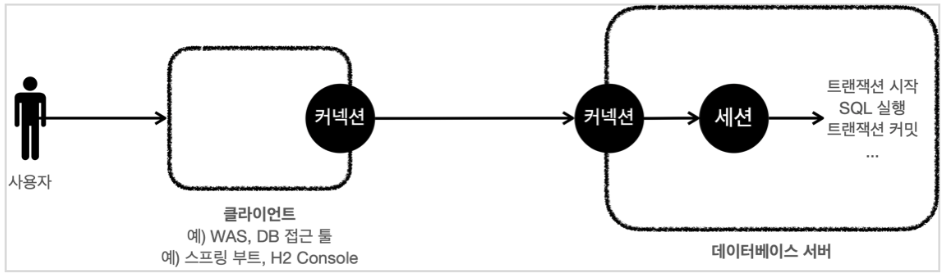 사용자
커넥션
클라이언트
예) WAS, DB 접근 툴
예) 스프링 부트, H2 Console
커넥션
세션
트랜잭션 시작
SQL 실행
트랜잭션 커밋
...
데이터베이스 서버